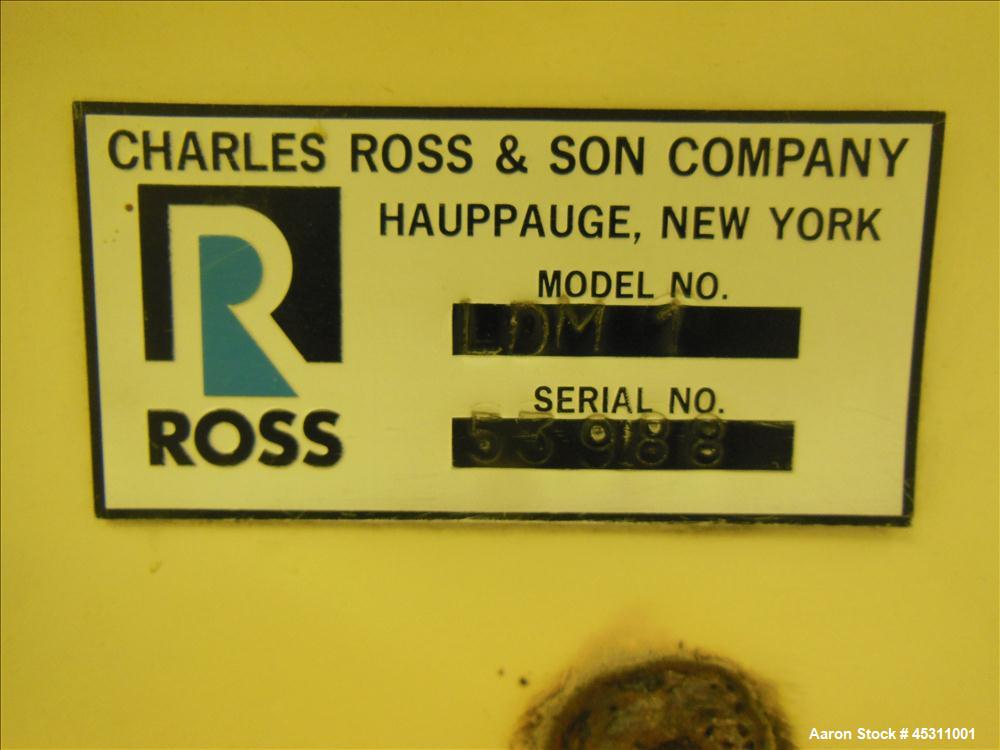 CHARLES ROSS & SON COMPANY
HAUPPAUGE, NEW YORK
MODEL NO.
LDM 1
SERIAL NO.
53988
R
ROSS
Aaron Stock # 45311001